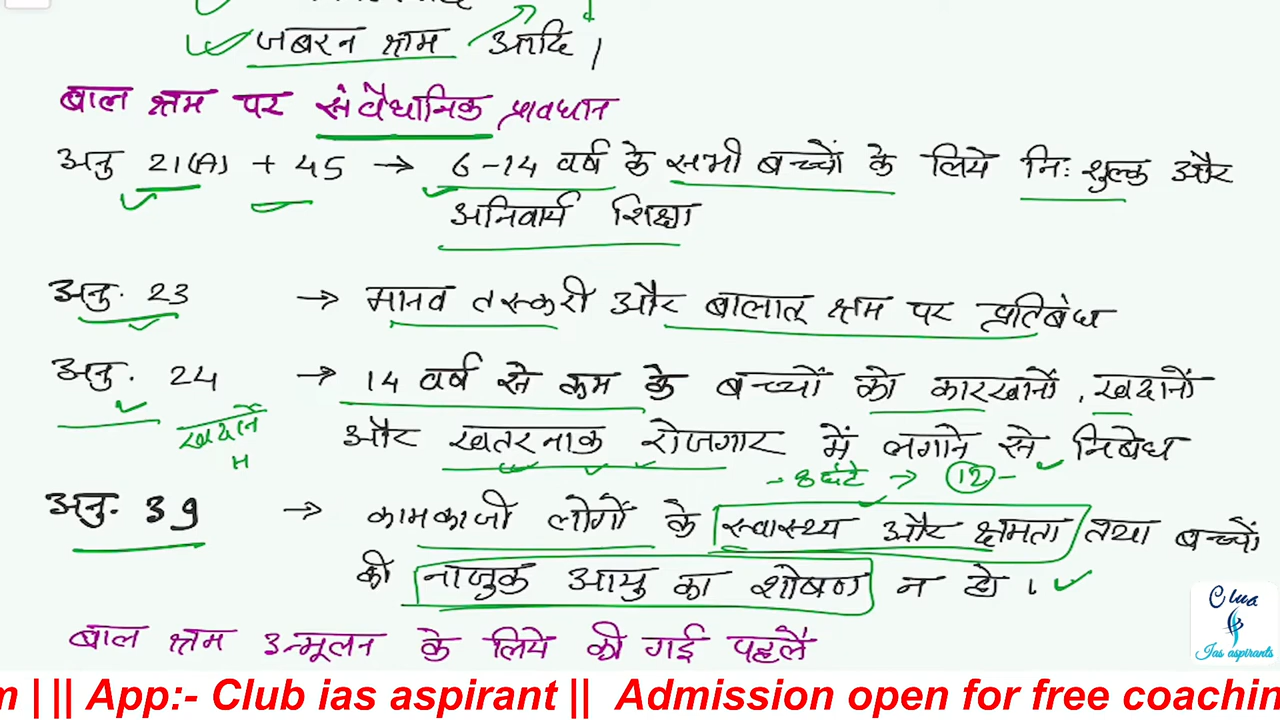 जबरन श्रम आदि |
बाल श्रम पर संवैधानिक प्रावधान
अनु 21(A) + 45 → 6-14 वर्ष के सभी बच्चों के लिये निः शुल्क और
अनिवार्य शिक्षा
अनु. 23 → मानव तस्करी और बालात् श्रम पर प्रतिबंध
अनु. 24 → 14 वर्ष से कम के बच्चों को कारखानों, खदानों
खदाने
और खतरनाक रोजगार में लगाने से निषेध
- 8 घंटे → 12 -
अनु. 39 → कामकाजी लोगों के स्वास्थ्य और क्षमता तथा बच्चों
की नाजुक आयु का शोषण न हो ।
बाल श्रम उन्मूलन के लिये की गई पहलै
Club
Ias aspirants
m | || App:- Club ias aspirant || Admission open for free coachin